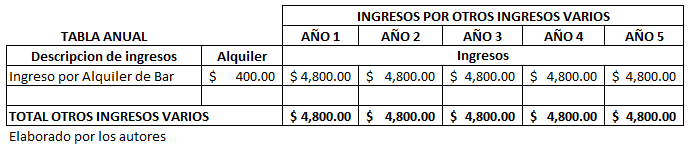 INGRESOS POR OTROS INGRESOS VARIOS
TABLA ANUAL AÑO 1 AÑO 2 AÑO 3 AÑO 4 AÑO 5
Descripcion de ingresos Alquiler Ingresos
Ingreso por Alquiler de Bar $ 400.00 $ 4,800.00 $ 4,800.00 $ 4,800.00 $ 4,800.00 $ 4,800.00
TOTAL OTROS INGRESOS VARIOS $ 4,800.00 $ 4,800.00 $ 4,800.00 $ 4,800.00 $ 4,800.00
Elaborado por los autores